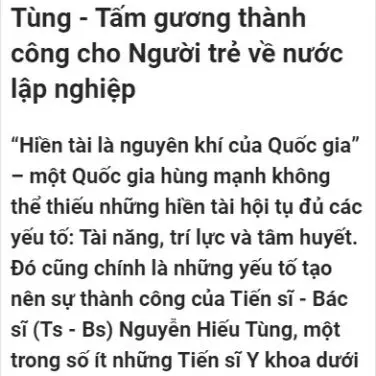 Tùng - Tấm gương thành
công cho Người trẻ về nước
lập nghiệp
“Hiền tài là nguyên khí của Quốc gia”
– một Quốc gia hùng mạnh không
thể thiếu những hiền tài hội tụ đủ các
yếu tố: Tài năng, trí lực và tâm huyết.
Đó cũng chính là những yếu tố tạo
nên sự thành công của Tiến sĩ - Bác
sĩ (Ts - Bs) Nguyễn Hiếu Tùng, một
trong số ít những Tiến sĩ Y khoa dưới